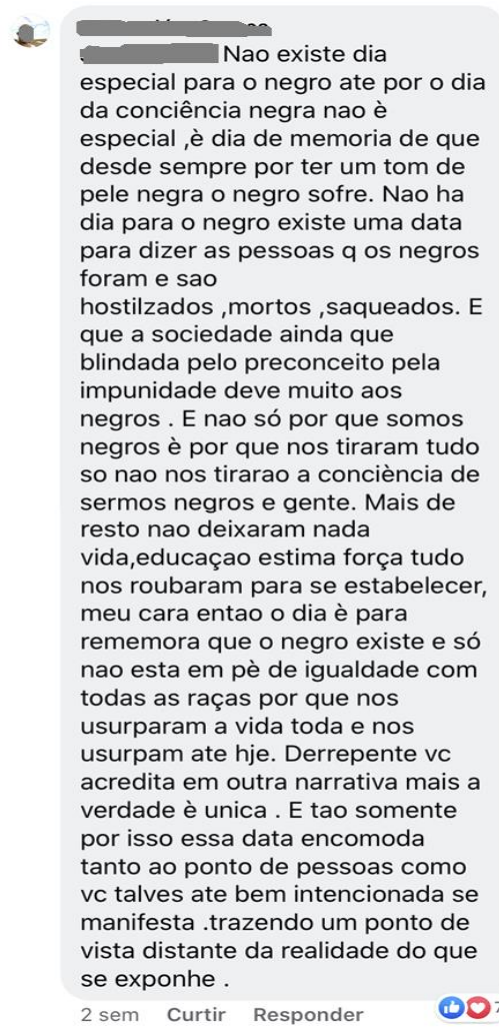 Nao existe dia
especial para o negro ate por o dia
da conciência negra nao è
especial ,è dia de memoria de que
desde sempre por ter um tom de
pele negra o negro sofre. Nao ha
dia para o negro existe uma data
para dizer as pessoas q os negros
foram e sao
hostilzados ,mortos ,saqueados. E
que a sociedade ainda que
blindada pelo preconceito pela
impunidade deve muito aos
negros . E nao só por que somos
negros è por que nos tiraram tudo
so nao nos tirarao a conciència de
sermos negros e gente. Mais de
resto nao deixaram nada
vida,educaçao estima força tudo
nos roubaram para se estabelecer,
meu cara entao o dia è para
rememora que o negro existe e só
nao esta em pè de igualdade com
todas as raças por que nos
usurparam a vida toda e nos
usurpam ate hje. Derrepente vc
acredita em outra narrativa mais a
verdade è unica . E tao somente
por isso essa data encomoda
tanto ao ponto de pessoas como
vc talves ate bem intencionada se
manifesta .trazendo um ponto de
vista distante da realidade do que
se exponhe .
2 sem Curtir Responder